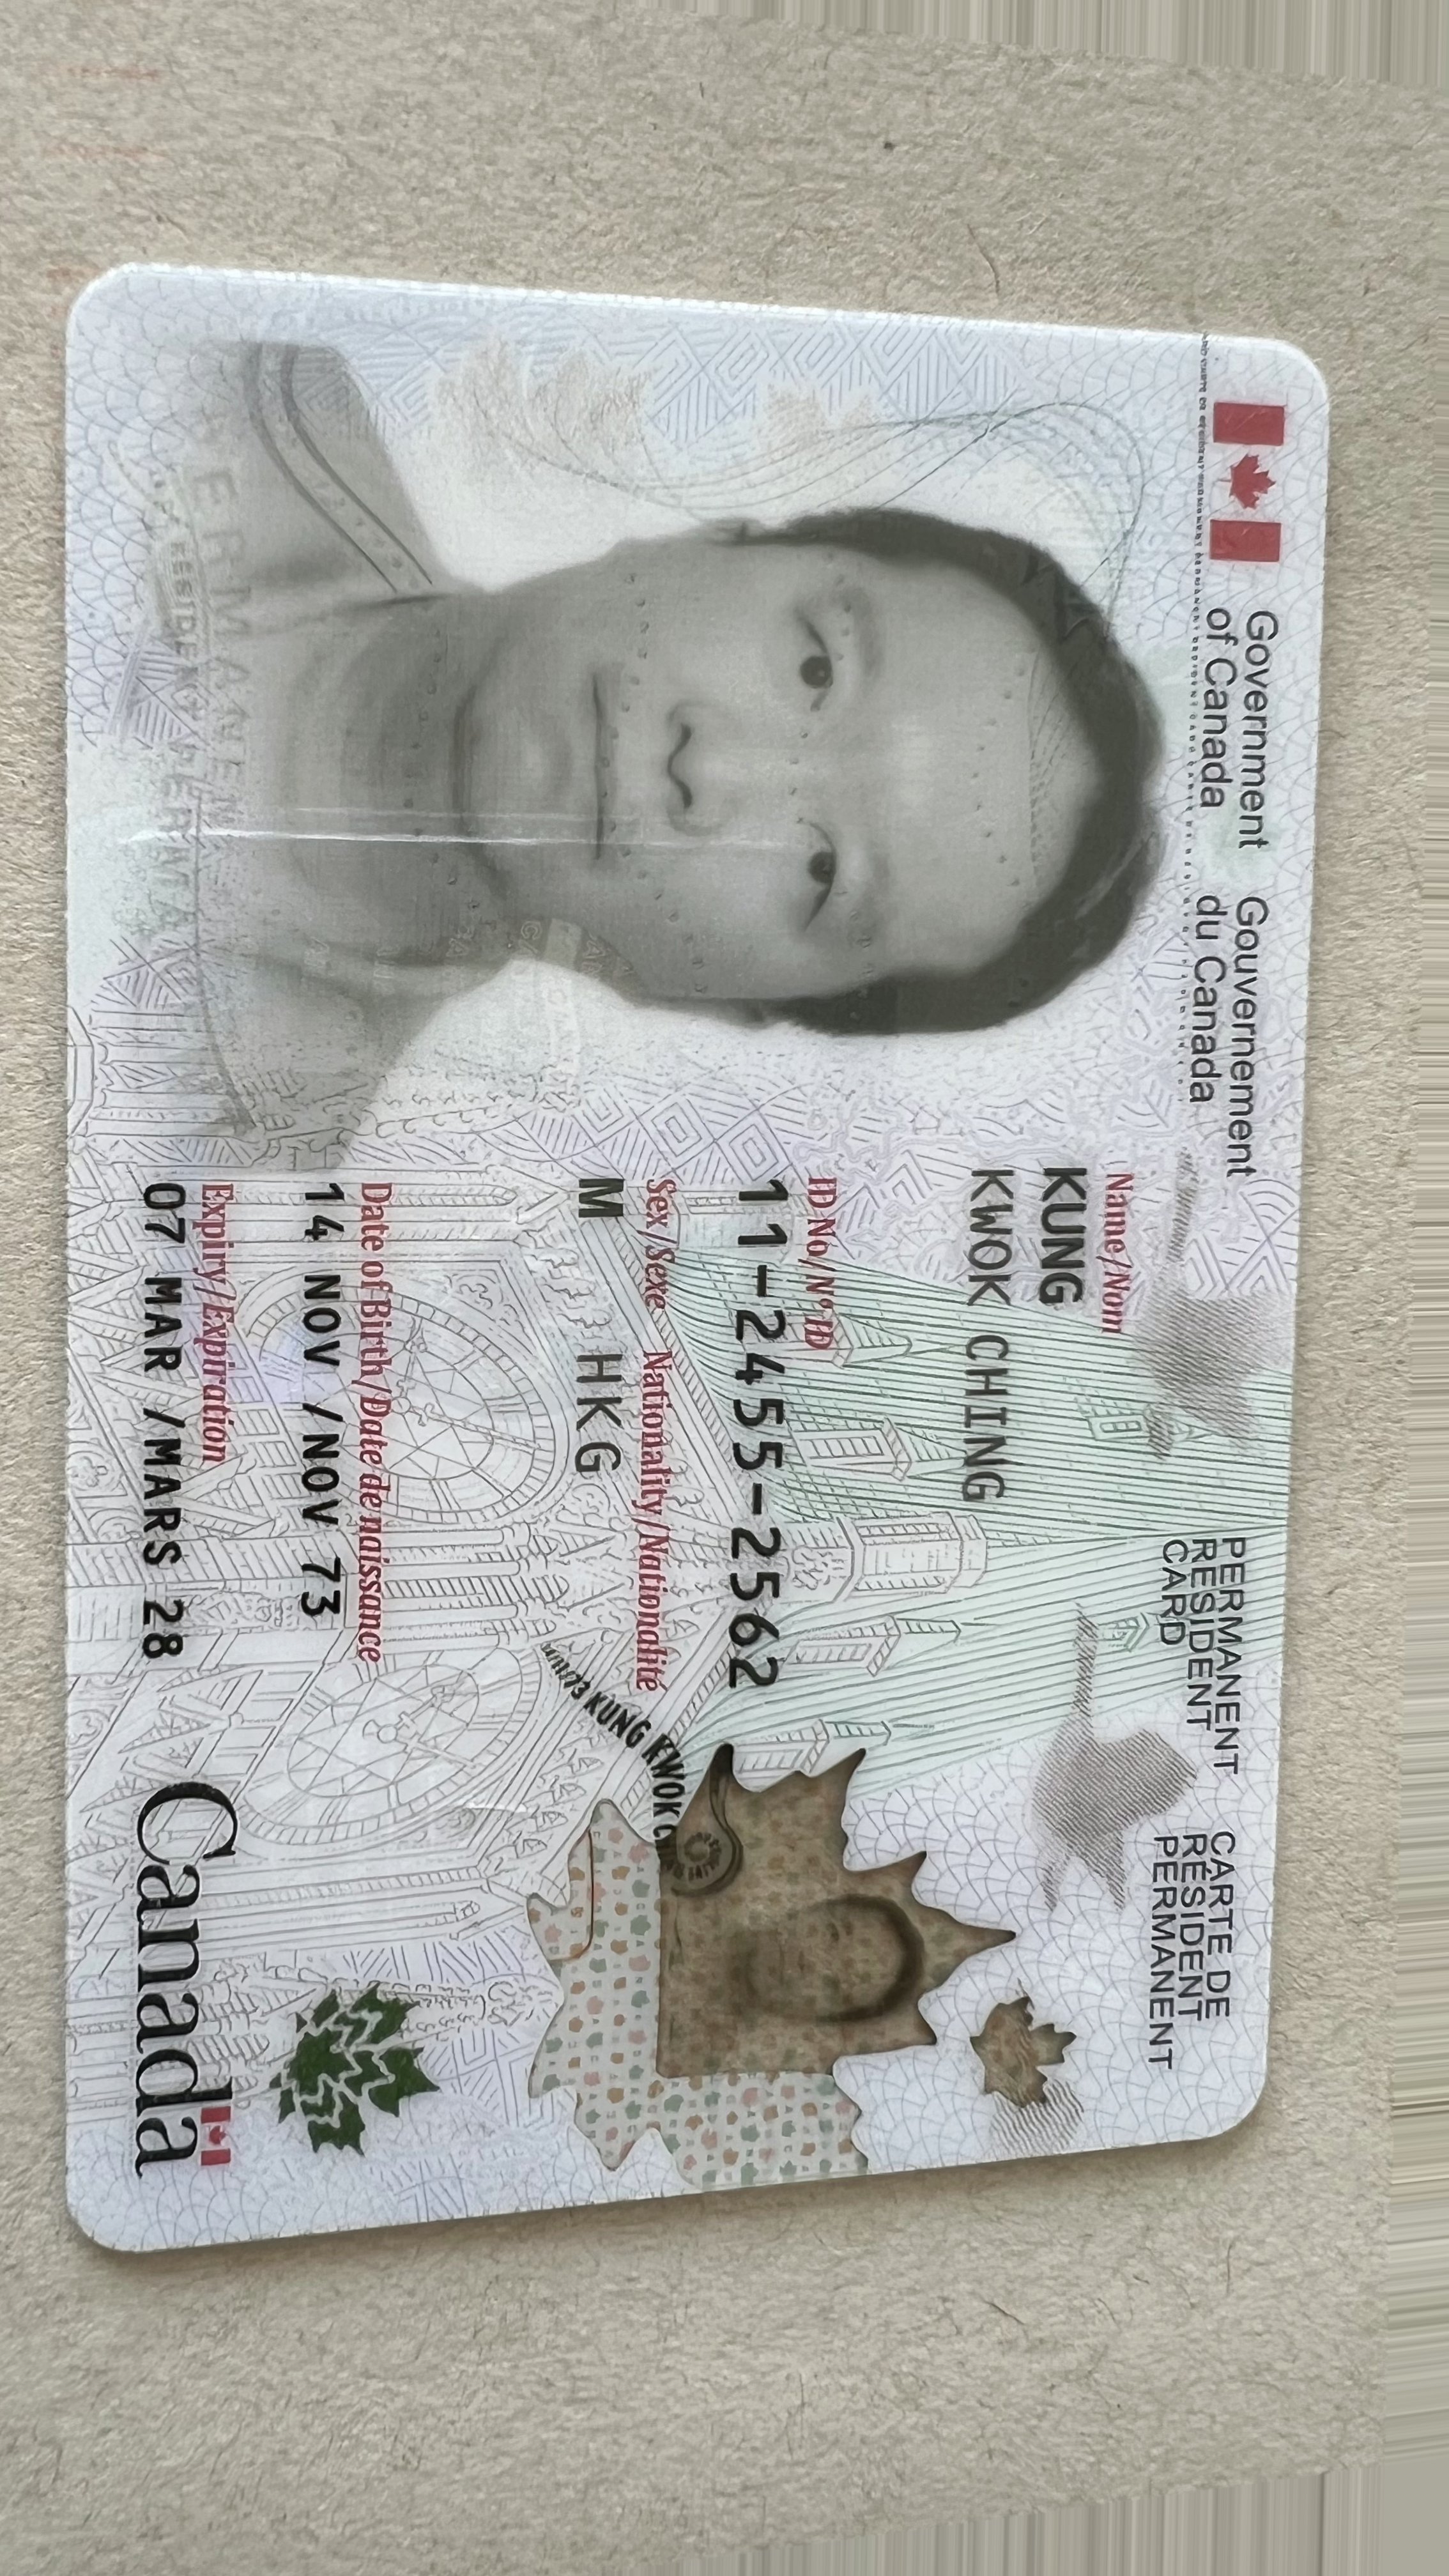 Government Gouvernement
of Canada du Canada
PERMANENT
RESIDENT
CARD
CARTE DE
RÉSIDENT
PERMANENT
Name/Nom
KUNG
KWOK CHING
ID No/Nº ID
11-2455-2562
Sex/Sexe Nationality/Nationalité
M HKG
Date of Birth/Date de naissance
14 NOV /NOV 73
Expiry/Expiration
07 MAR /MARS 28
KUNG KWOK
Canada